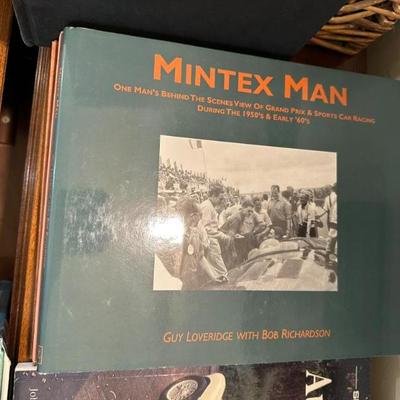 MINTEX MAN
ONE MAN'S BEHIND THE SCENES VIEW OF GRAND PRIX & SPORTS CAR RACING
DURING THE 1950'S & EARLY '60'S
GUY LOVERIDGE WITH BOB RICHARDSON